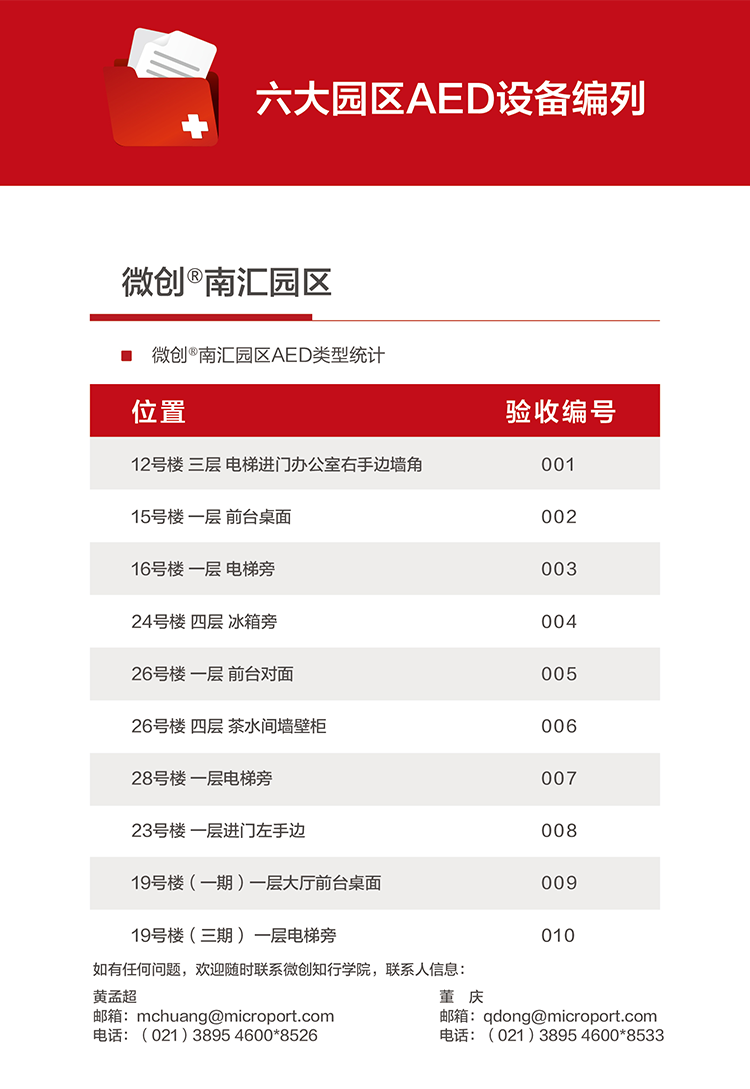 六大园区AED设备编列
微创®南汇园区
微创®南汇园区AED类型统计
位置 验收编号
12号楼 三层 电梯进门办公室右手边墙角 001
15号楼 一层 前台桌面 002
16号楼 一层 电梯旁 003
24号楼 四层 冰箱旁 004
26号楼 一层 前台对面 005
26号楼 四层 茶水间墙壁柜 006
28号楼 一层电梯旁 007
23号楼 一层进门左手边 008
19号楼（一期）一层大厅前台桌面 009
19号楼（三期） 一层电梯旁 010
如有任何问题，欢迎随时联系微创知行学院，联系人信息：
黄孟超 董 庆
邮箱：mchuang@microport.com 邮箱：qdong@microport.com
电话：（021）3895 4600*8526 电话：（021）3895 4600*8533